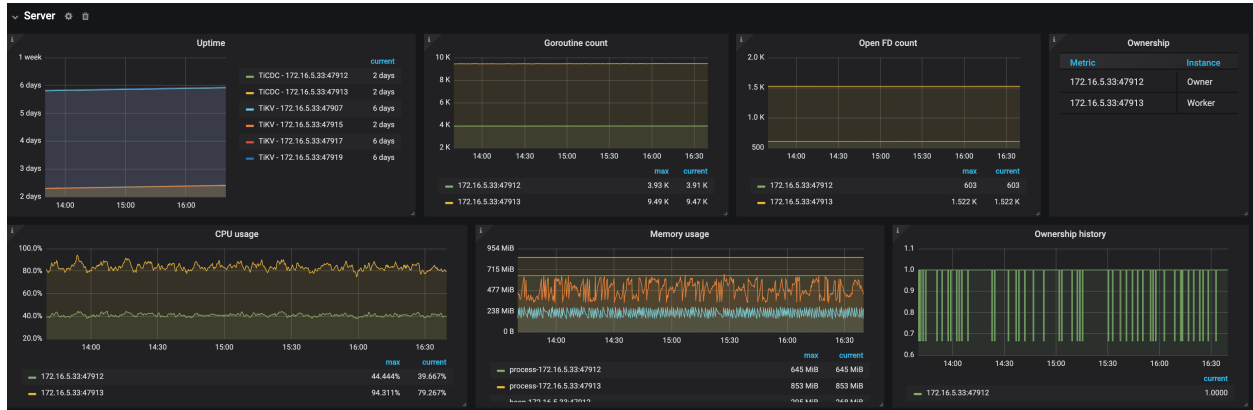 Server
Uptime
1 week
6 days
5 days
4 days
3 days
2 days
14:00 15:00 16:00
current
TiCDC - 172.16.5.33:47912 2 days
TiCDC - 172.16.5.33:47913 2 days
TiKV - 172.16.5.33:47907 6 days
TiKV - 172.16.5.33:47915 2 days
TiKV - 172.16.5.33:47917 6 days
TiKV - 172.16.5.33:47919 6 days
Goroutine count
10 K
8 K
6 K
4 K
2 K
14:00 14:30 15:00 15:30 16:00 16:30
max current
172.16.5.33:47912 3.93 K 3.91 K
172.16.5.33:47913 9.49 K 9.47 K
Open FD count
2.0 K
1.5 K
1.0 K
500
14:00 14:30 15:00 15:30 16:00 16:30
max current
172.16.5.33:47912 603 603
172.16.5.33:47913 1.522 K 1.522 K
Ownership
Metric Instance
172.16.5.33:47912 Owner
172.16.5.33:47913 Worker
CPU usage
100.0%
80.0%
60.0%
40.0%
20.0%
14:00 14:30 15:00 15:30 16:00 16:30
max current
172.16.5.33:47912 44.444% 39.667%
172.16.5.33:47913 94.311% 79.267%
Memory usage
954 MiB
715 MiB
477 MiB
238 MiB
0 B
14:00 14:30 15:00 15:30 16:00 16:30
max current
process-172.16.5.33:47912 645 MiB 645 MiB
process-172.16.5.33:47913 853 MiB 853 MiB
heap-172.16.5.33:47912 295 MiB 268 MiB
Ownership history
1.1
1.0
0.9
0.8
0.7
0.6
14:00 14:30 15:00 15:30 16:00 16:30
current
172.16.5.33:47912 1.0000